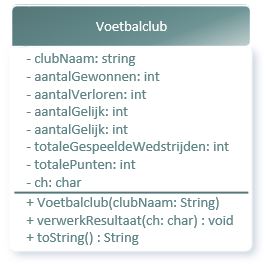 Voetbalclub
- clubNaam: string
- aantalGewonnen: int
- aantalVerloren: int
- aantalGelijk: int
- aantalGelijk: int
- totaleGespeeldeWedstrijden: int
- totalePunten: int
- ch: char
+ Voetbalclub(clubNaam: String)
+ verwerkResultaat(ch: char) : void
+ toString() : String